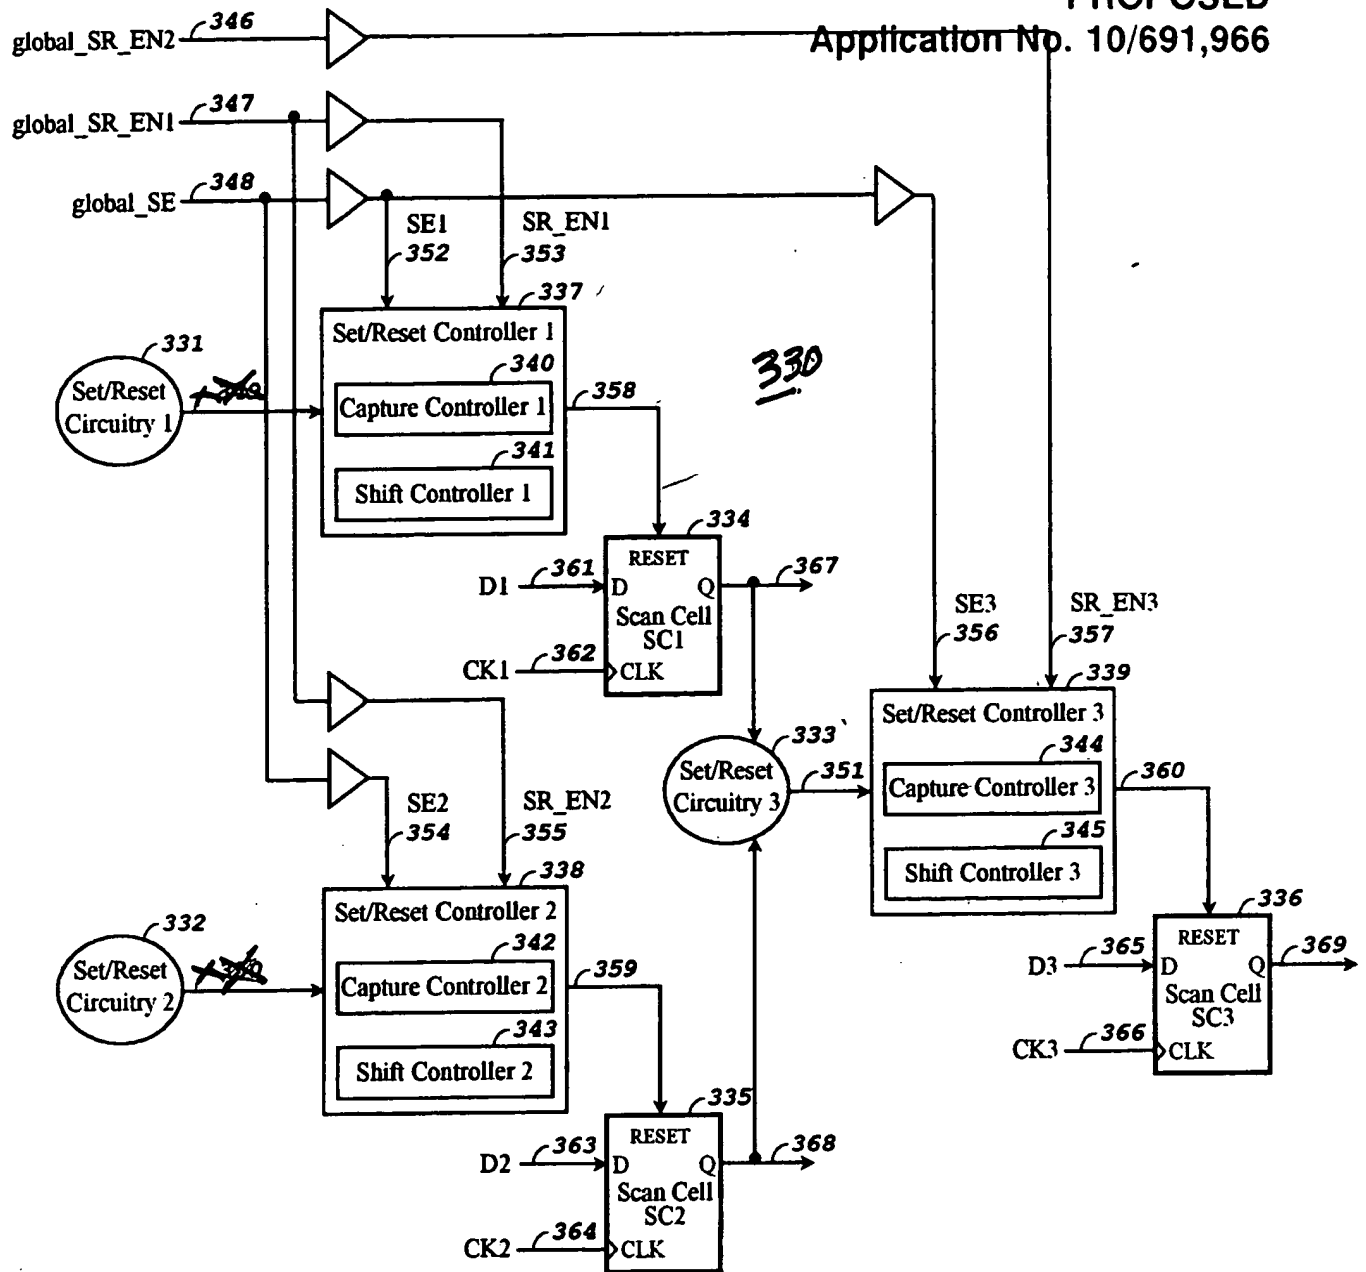 PROPOSED
Application No. 10/691,966
global_SR_EN2 346
global_SR_EN1 347
global_SE 348
SE1
352
SR_EN1
353
337
Set/Reset Controller 1
331
Set/Reset
Circuitry 1
340
Capture Controller 1
358
330
341
Shift Controller 1
334
RESET
D1 361
D Q
367
Scan Cell
SC1
CK1 362
CLK
SE3
356
SR_EN3
357
339
Set/Reset Controller 3
333
Set/Reset
Circuitry 3
351
344
Capture Controller 3
360
345
Shift Controller 3
SE2
354
SR_EN2
355
338
Set/Reset Controller 2
332
Set/Reset
Circuitry 2
342
Capture Controller 2
359
343
Shift Controller 2
336
RESET
D3 365
D Q
369
Scan Cell
SC3
CK3 366
CLK
335
RESET
D2 363
D Q
368
Scan Cell
SC2
CK2 364
CLK